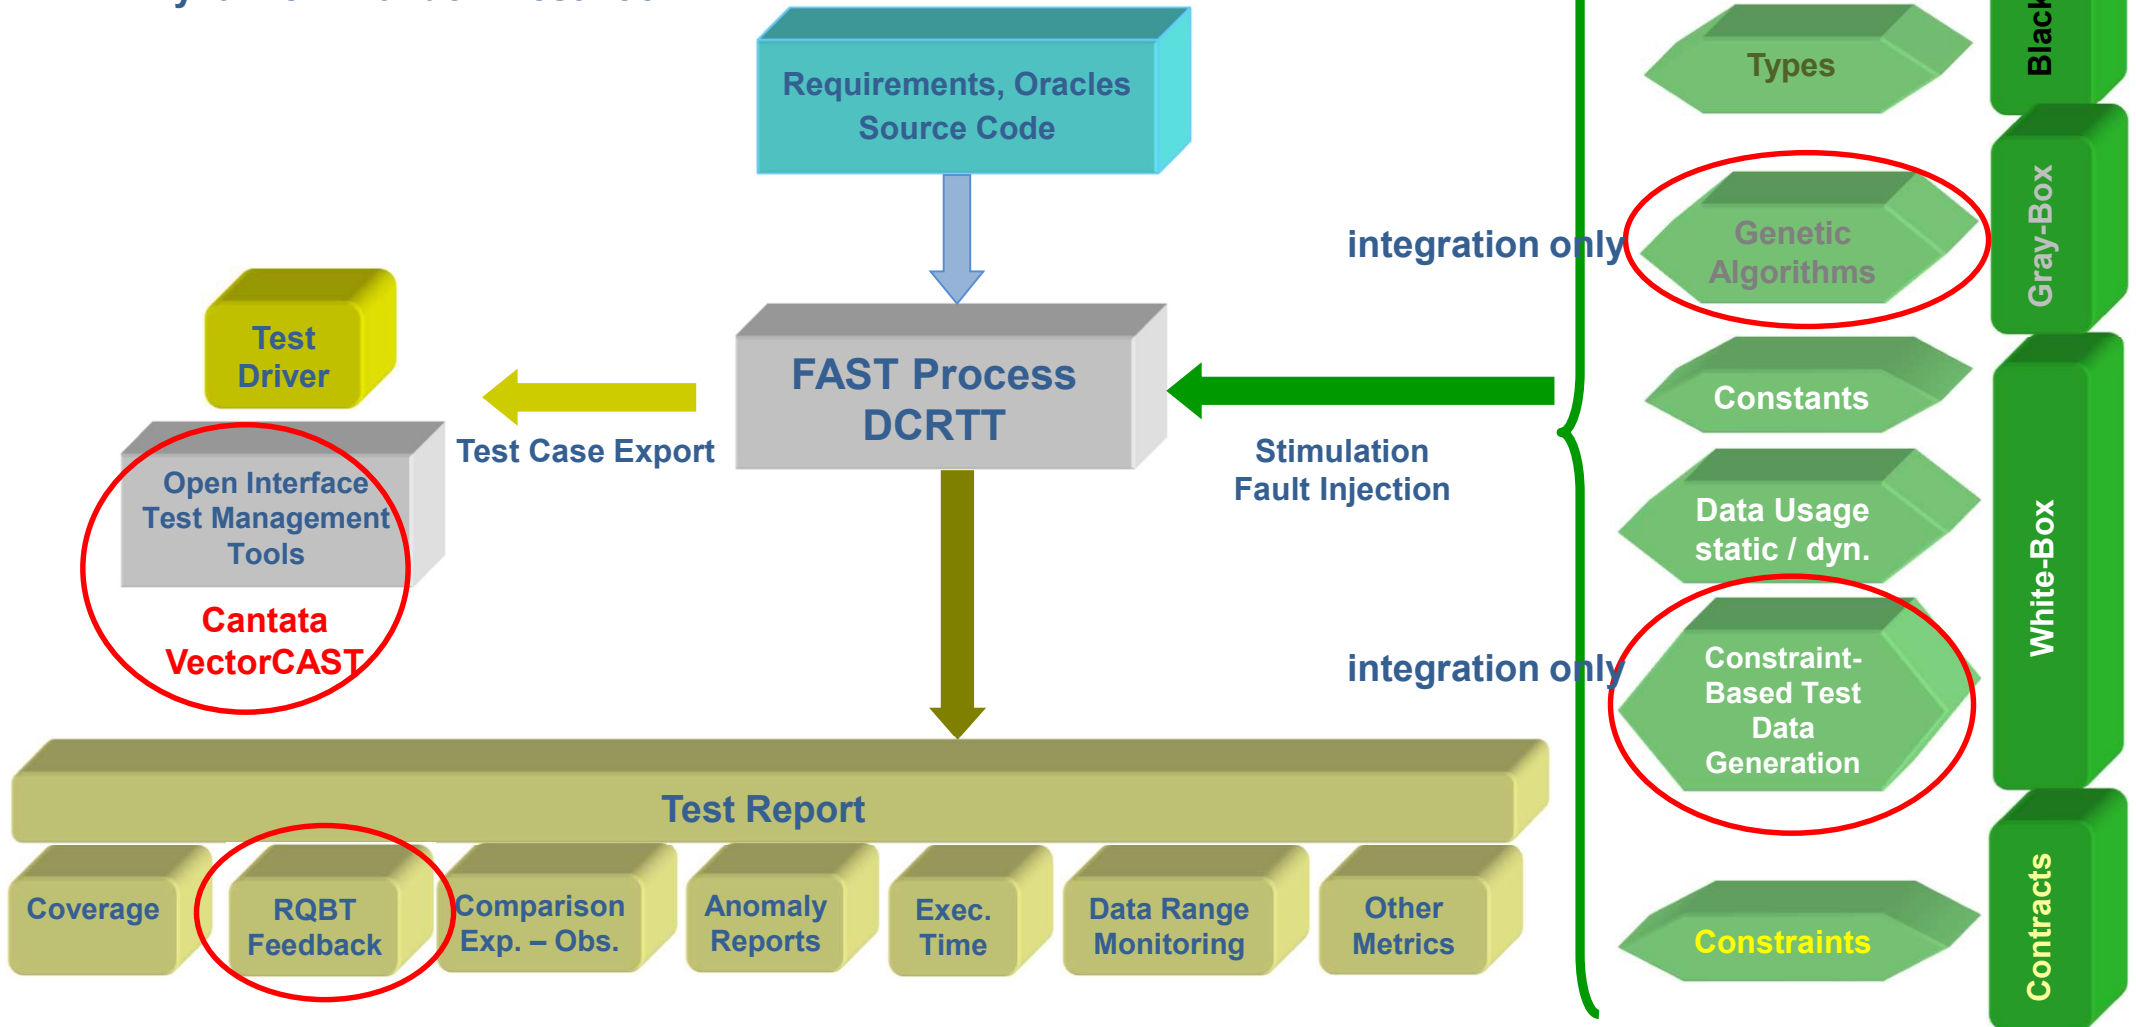 Requirements, Oracles
Source Code
Types
Black
integration only
Genetic
Algorithms
Gray-Box
Test
Driver
FAST Process
DCRTT
Constants
Test Case Export
Stimulation
Fault Injection
Open Interface
Test Management
Tools
Data Usage
static / dyn.
White-Box
Cantata
VectorCAST
integration only
Constraint-
Based Test
Data
Generation
Test Report
Coverage
RQBT
Feedback
Comparison
Exp. – Obs.
Anomaly
Reports
Exec.
Time
Data Range
Monitoring
Other
Metrics
Constraints
Contracts